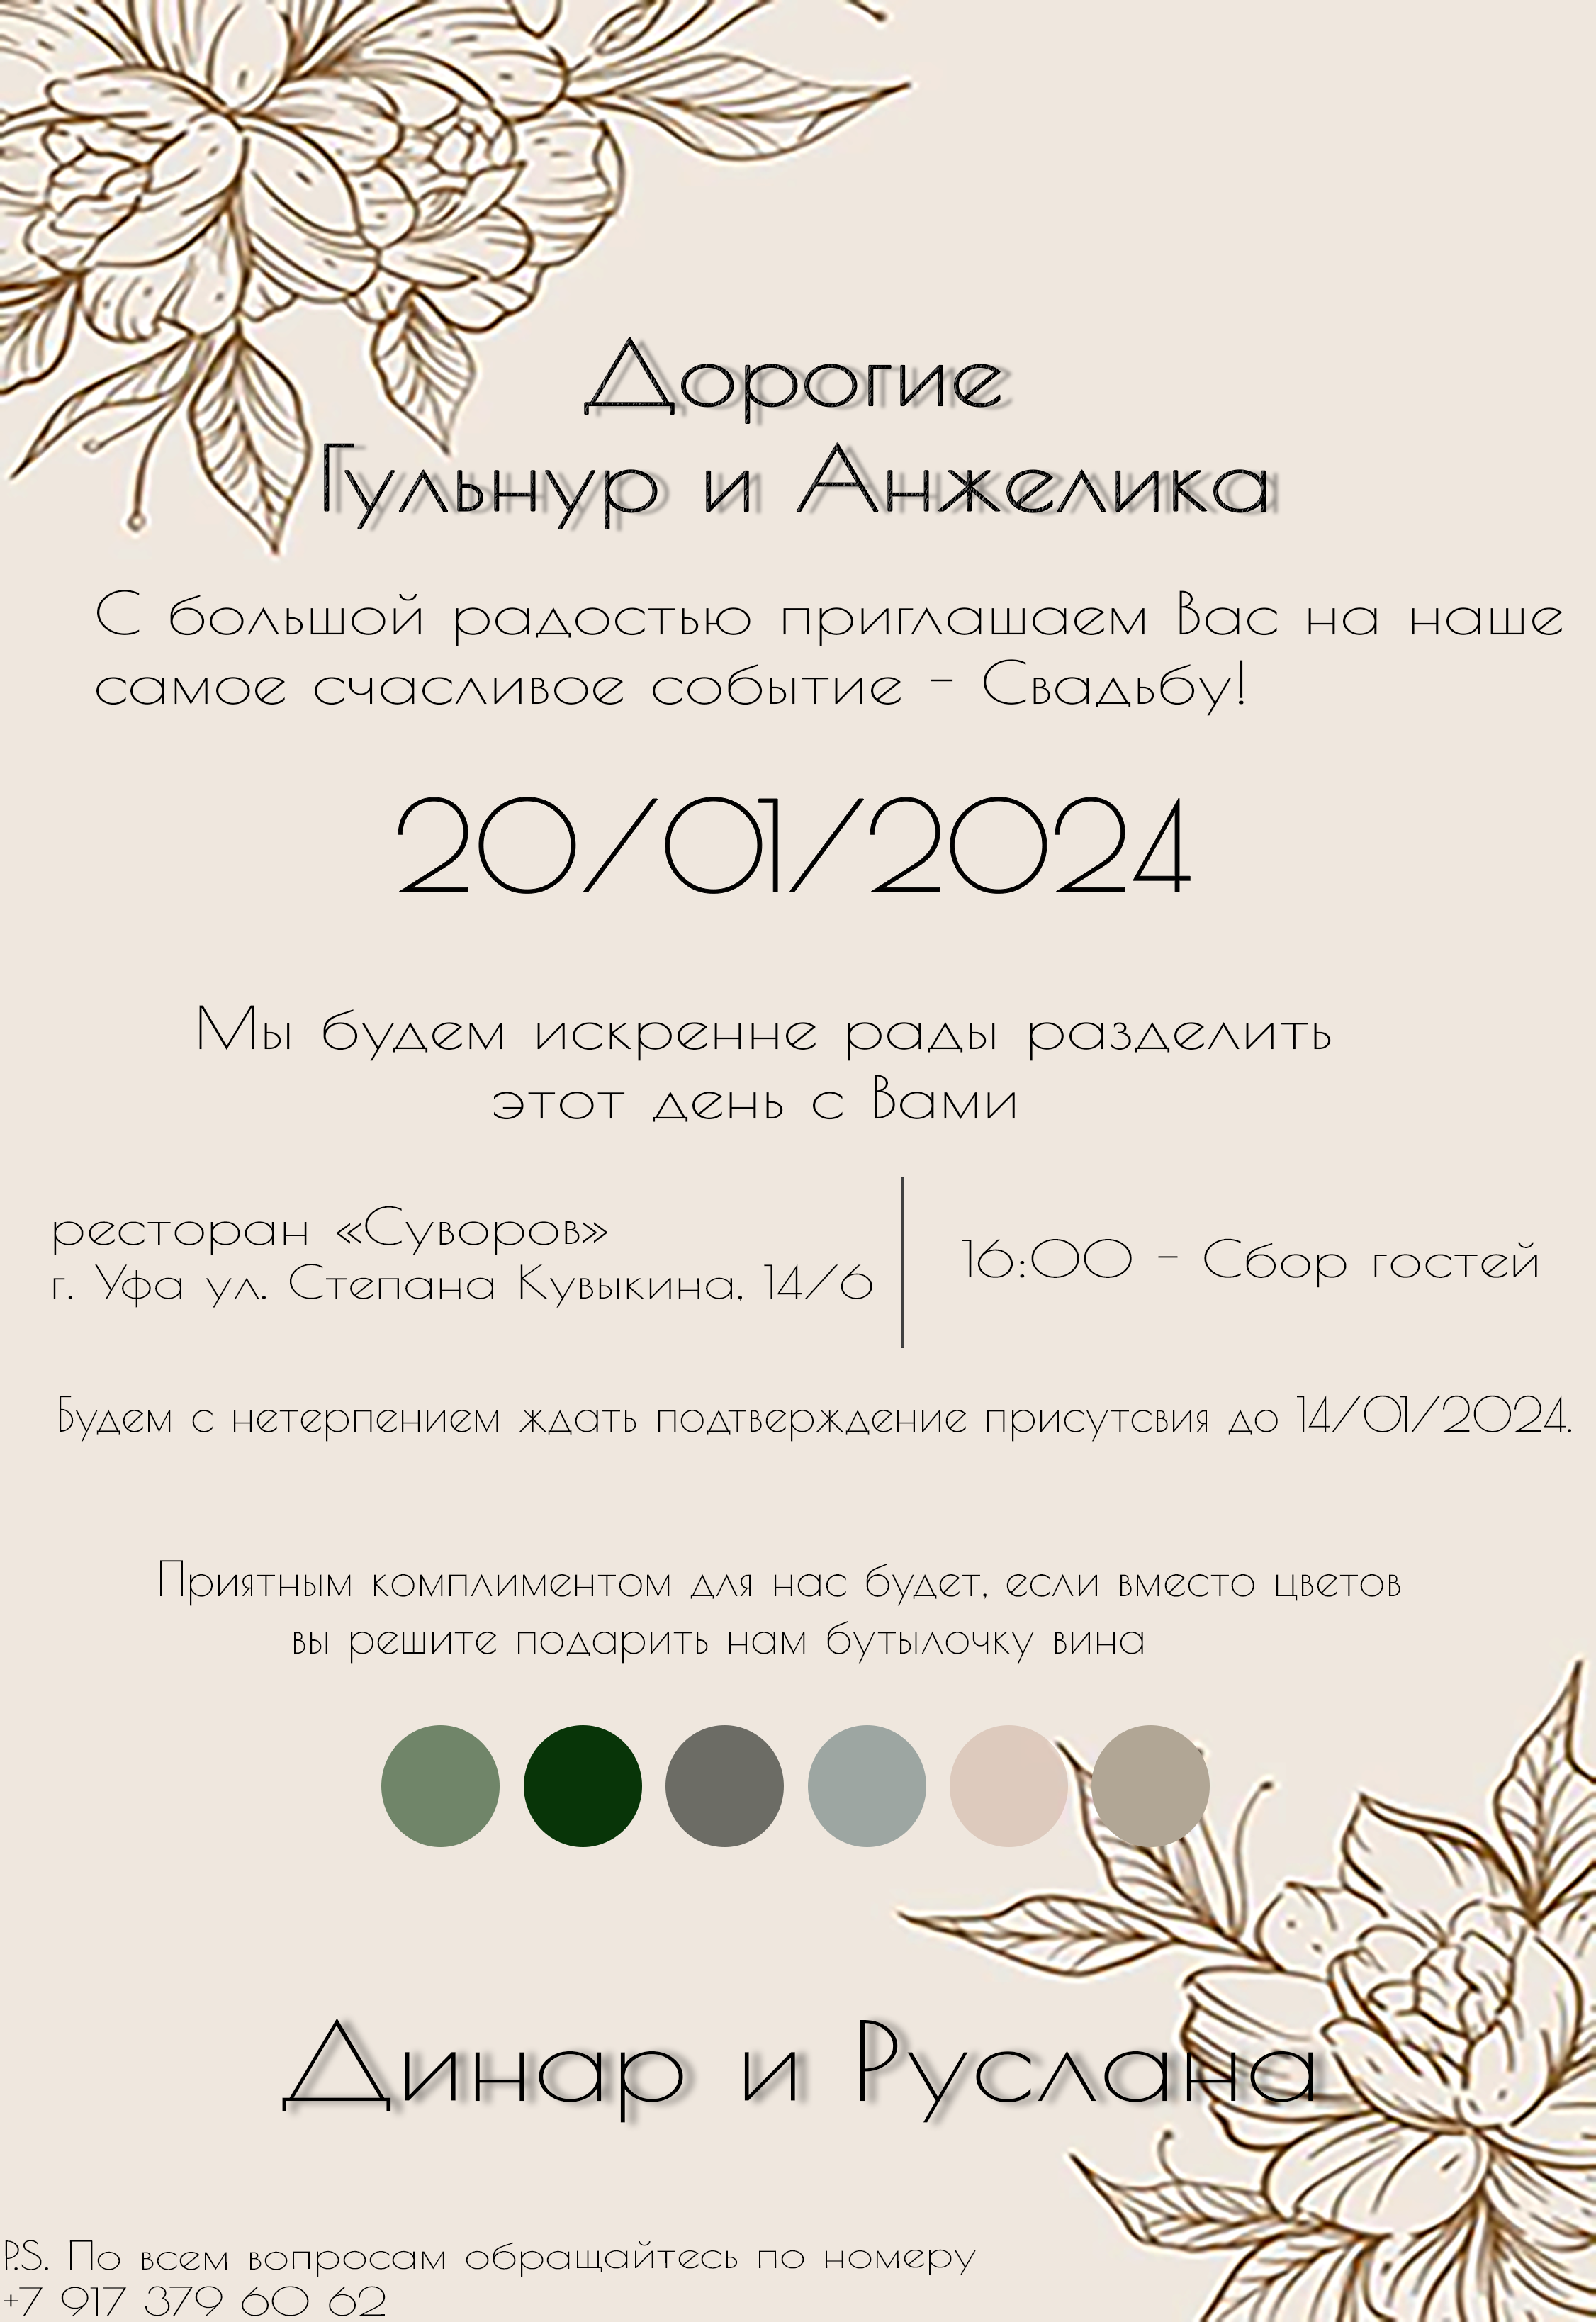 Дорогие
Гульнур и Анжелика
С большой радостью приглашаем Вас на наше
самое счасливое событие - Свадьбу!
20/01/2024
Мы будем искренне рады разделить
этот день с Вами
ресторан «Суворов»
г. Уфа ул. Степана Кувыкина, 14/6
16:00 - Сбор гостей
Будем с нетерпением ждать подтверждение присутсвия до 14/01/2024.
Приятным комплиментом для нас будет, если вместо цветов
вы решите подарить нам бутылочку вина
Динар и Руслана
P.S. По всем вопросам обращайтесь по номеру
+7 917 379 60 62